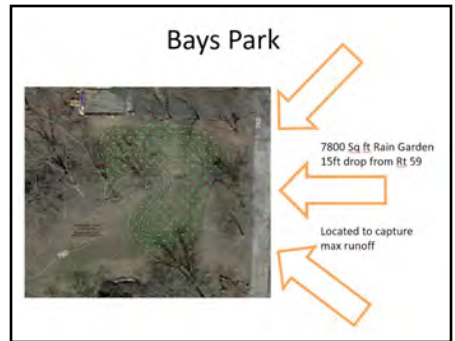 Bays Park
7800 Sq ft Rain Garden
15ft drop from Rt 59
Located to capture
max runoff